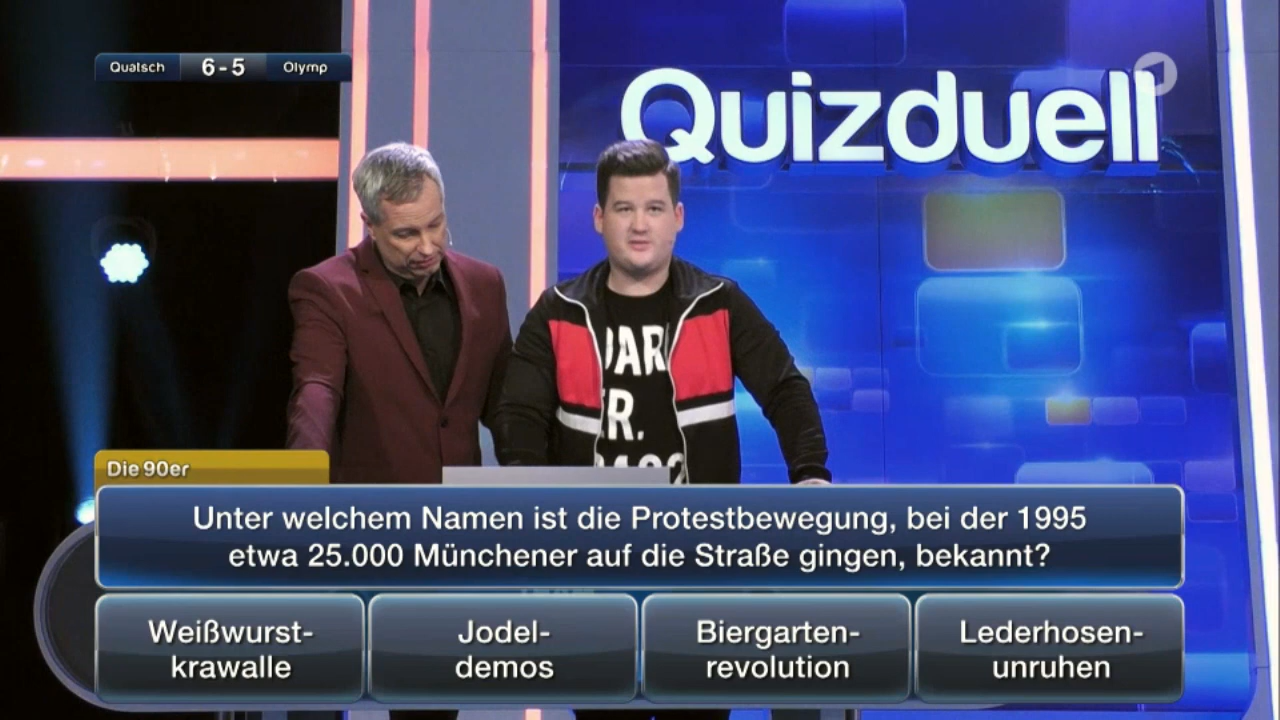 Quatsch 6-5 Olymp
Quizduell
Die 90er
Unter welchem Namen ist die Protestbewegung, bei der 1995
etwa 25.000 Münchener auf die Straße gingen, bekannt?
Weißwurst-
krawalle
Jodel-
demos
Biergarten-
revolution
Lederhosen-
unruhen